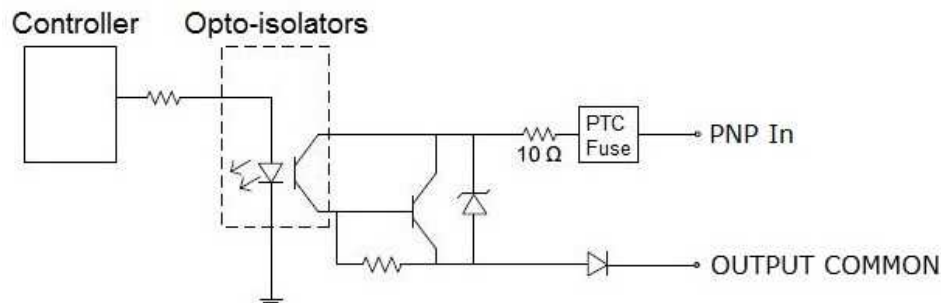 Controller
Opto-isolators
10 Ω
PTC
Fuse
PNP In
OUTPUT COMMON